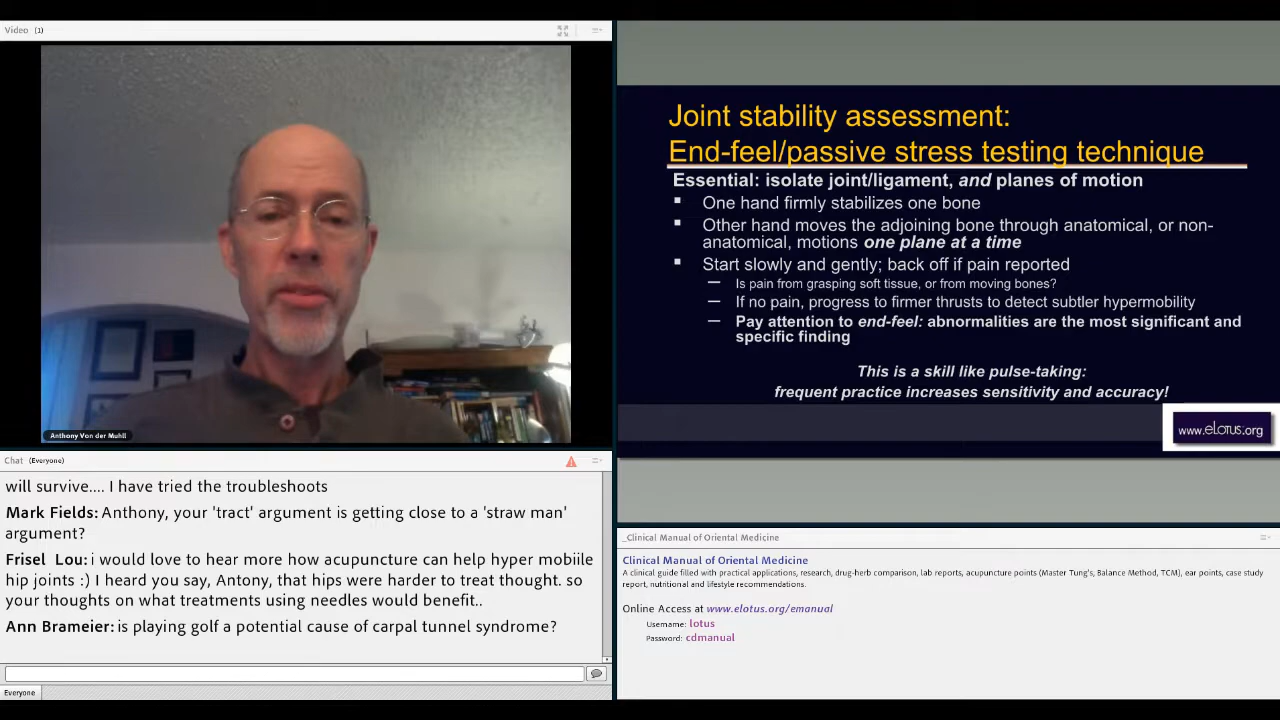 Video (1)
Anthony Von der Muhll
Joint stability assessment:
End-feel/passive stress testing technique
Essential: isolate joint/ligament, and planes of motion
One hand firmly stabilizes one bone
Other hand moves the adjoining bone through anatomical, or non-
anatomical, motions one plane at a time
Start slowly and gently; back off if pain reported
Is pain from grasping soft tissue, or from moving bones?
If no pain, progress to firmer thrusts to detect subtler hypermobility
Pay attention to end-feel: abnormalities are the most significant and
specific finding
This is a skill like pulse-taking:
frequent practice increases sensitivity and accuracy!
www.eLotus.org
Chat (Everyone)
will survive.... I have tried the troubleshoots
Mark Fields: Anthony, your 'tract' argument is getting close to a 'straw man'
argument?
Frisel Lou: i would love to hear more how acupuncture can help hyper mobiile
hip joints :) I heard you say, Antony, that hips were harder to treat thought. so
your thoughts on what treatments using needles would benefit..
Ann Brameier: is playing golf a potential cause of carpal tunnel syndrome?
Everyone
_Clinical Manual of Oriental Medicine
Clinical Manual of Oriental Medicine
A clinical guide filled with practical applications, research, drug-herb comparison, lab reports, acupuncture points (Master Tung's, Balance Method, TCM), ear points, case study
report, nutritional and lifestyle recommendations.
Online Access at www.elotus.org/emanual
Username: lotus
Password: cdmanual